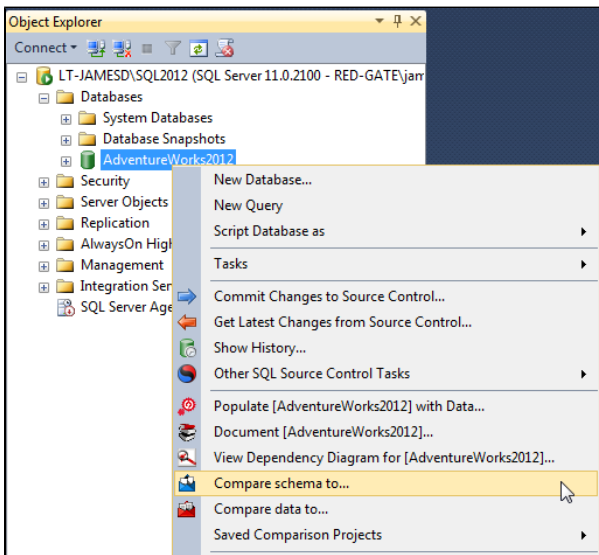 Object Explorer
Connect
LT-JAMESD\SQL2012 (SQL Server 11.0.2100 - RED-GATE\jam
Databases
System Databases
Database Snapshots
AdventureWorks2012
Security
Server Objects
Replication
AlwaysOn High
Management
Integration Ser
SQL Server Age
New Database...
New Query
Script Database as
Tasks
Commit Changes to Source Control...
Get Latest Changes from Source Control...
Show History...
Other SQL Source Control Tasks
Populate [AdventureWorks2012] with Data...
Document [AdventureWorks2012]...
View Dependency Diagram for [AdventureWorks2012]...
Compare schema to...
Compare data to...
Saved Comparison Projects